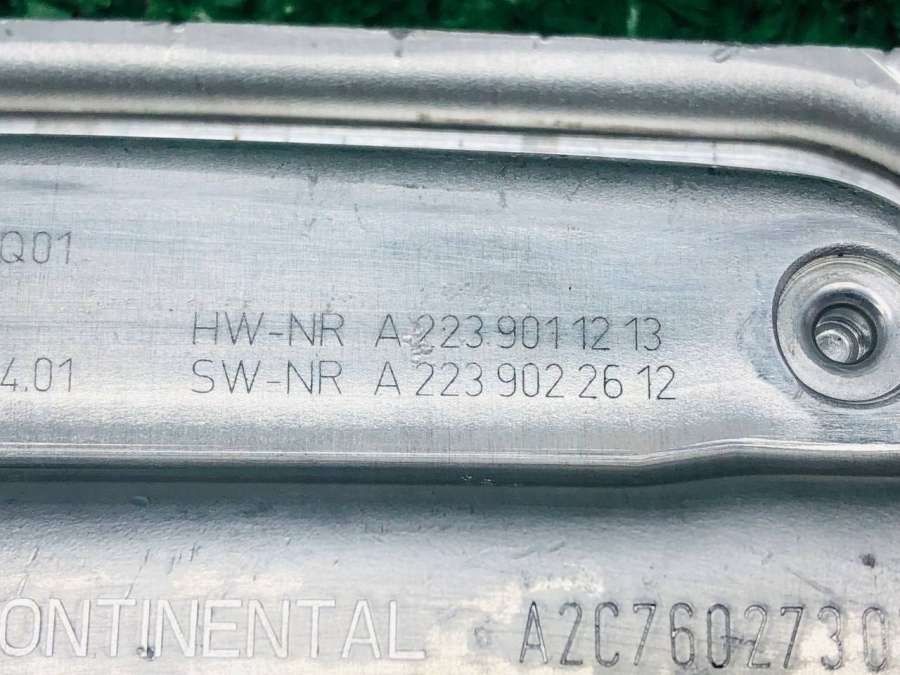 Q01
HW-NR A 223 901 12 13
4.01
SW-NR A 223 902 26 12
ONTINENTAL A2C7602730